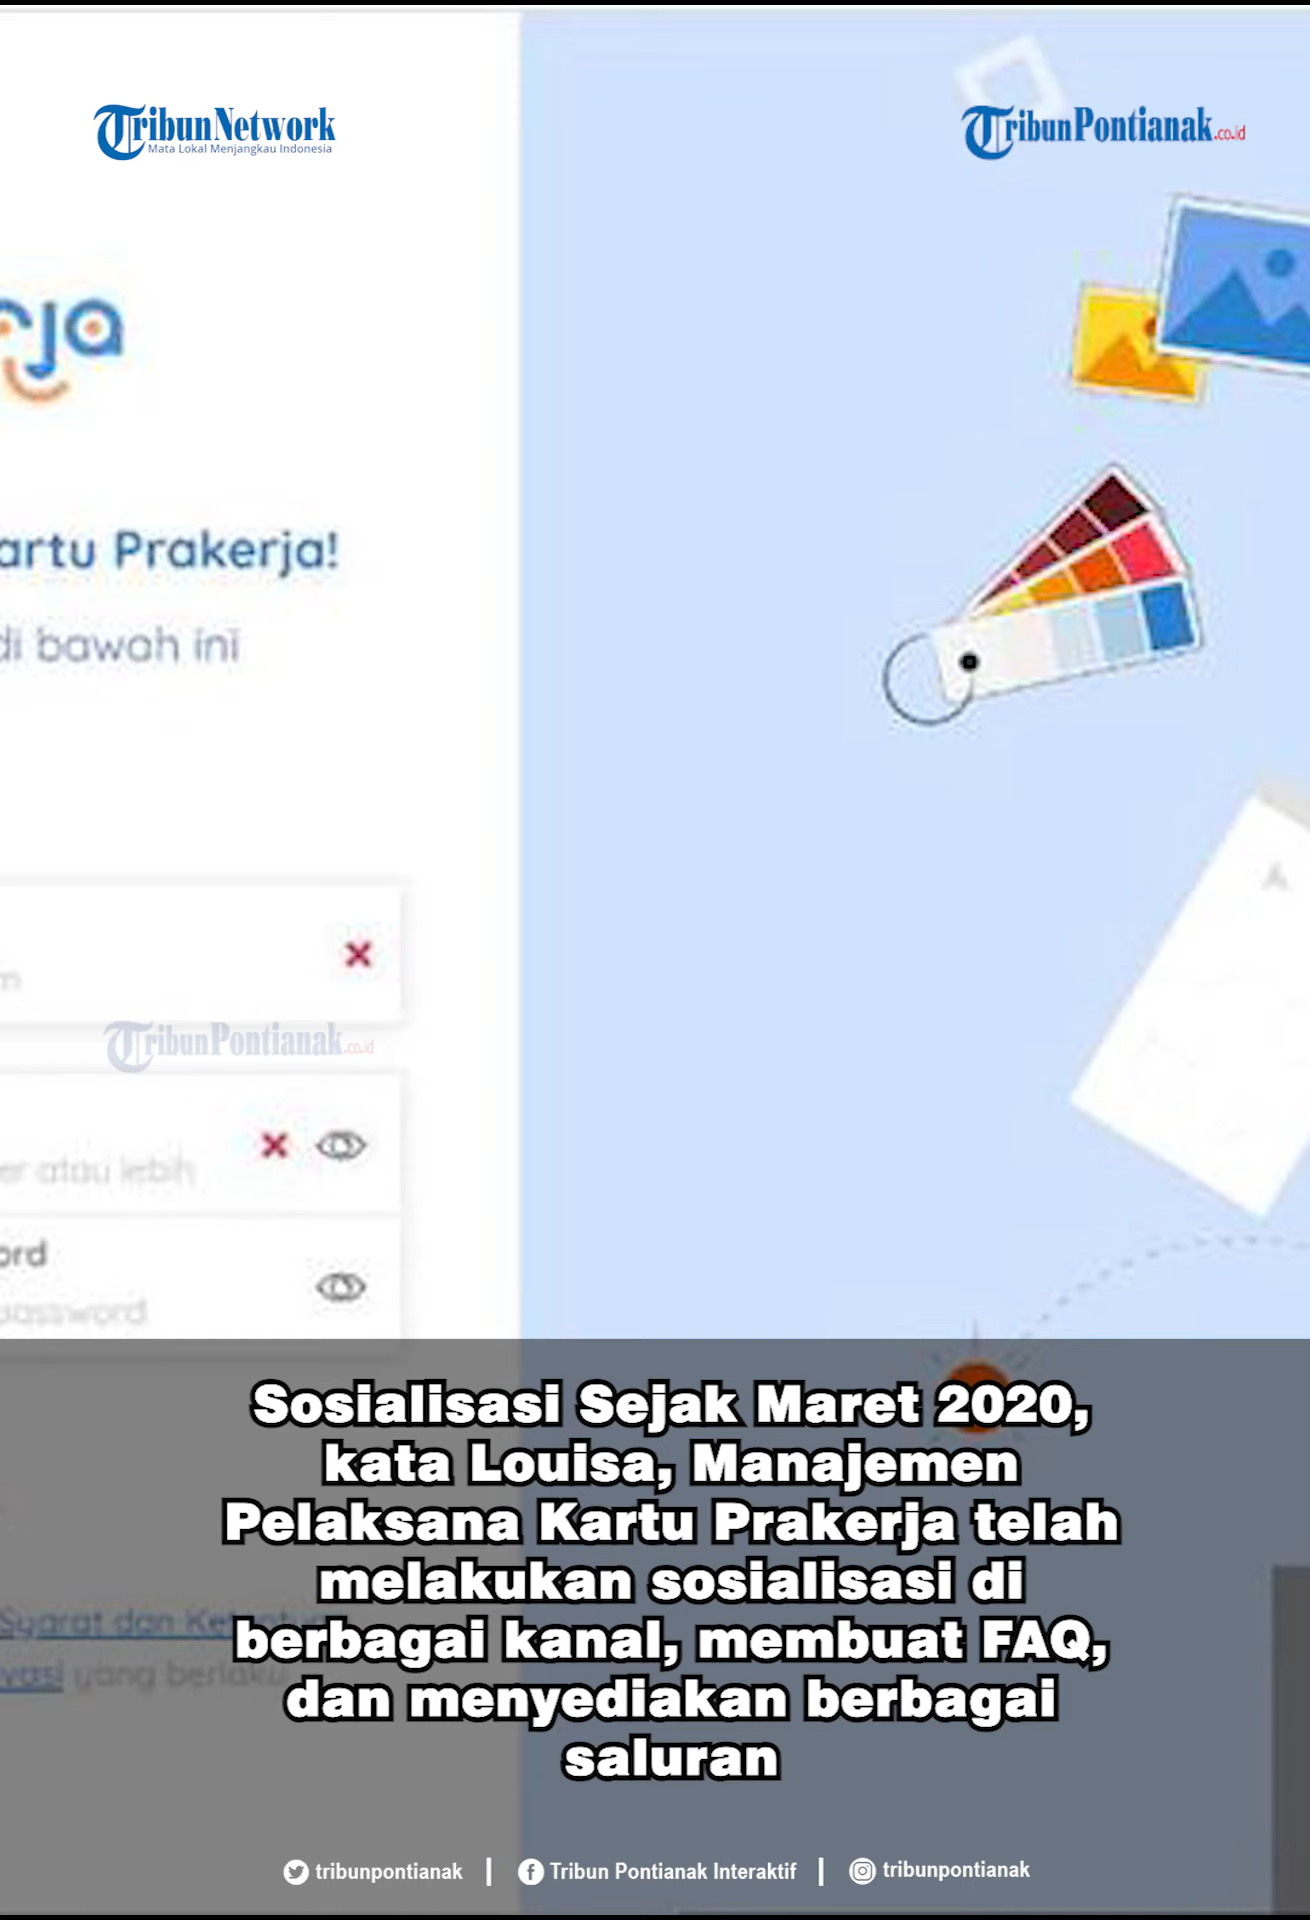 TribunNetwork
Mata Lokal Menjangkau Indonesia
TribunPontianak.co.id
rja
artu Prakerja!
di bawah ini
m
TribunPontianak.co.id
er atau lebih
ord
password
Syarat dan Ketentuan
vasi yang berlaku
Sosialisasi Sejak Maret 2020,
kata Louisa, Manajemen
Pelaksana Kartu Prakerja telah
melakukan sosialisasi di
berbagai kanal, membuat FAQ,
dan menyediakan berbagai
saluran
tribunpontianak | Tribun Pontianak Interaktif | tribunpontianak